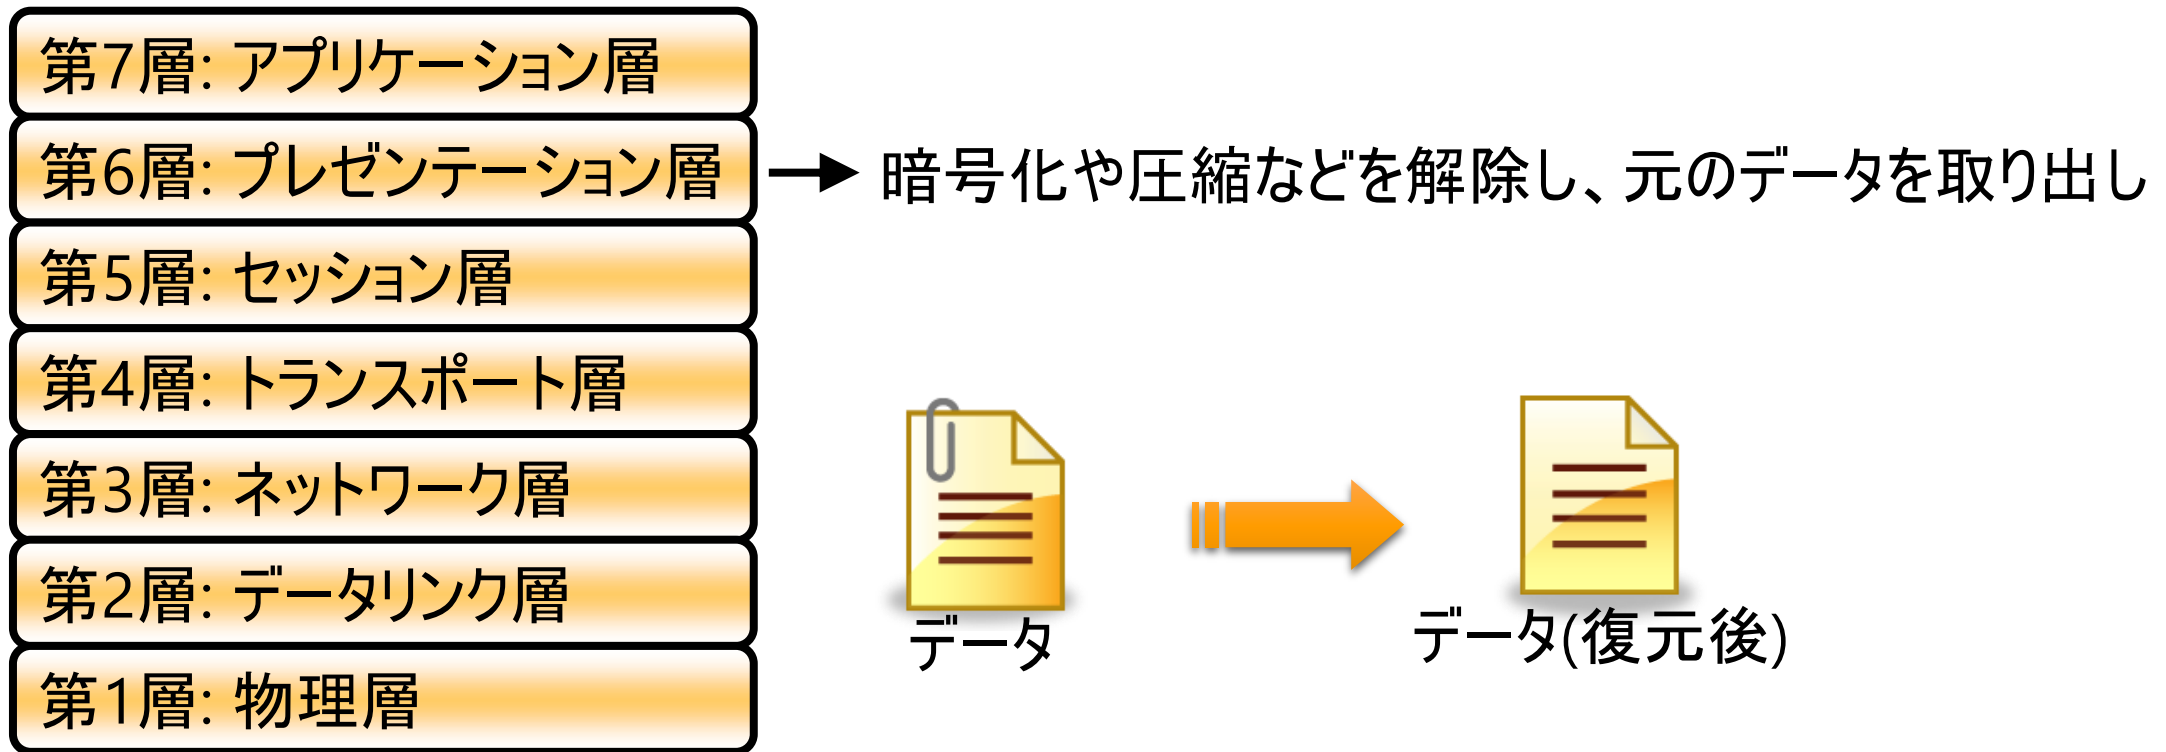 第7層: アプリケーション層
第6層: プレゼンテーション層
暗号化や圧縮などを解除し、元のデータを取り出し
第5層: セッション層
第4層: トランスポート層
第3層: ネットワーク層
第2層: データリンク層
第1層: 物理層
データ
データ(復元後)